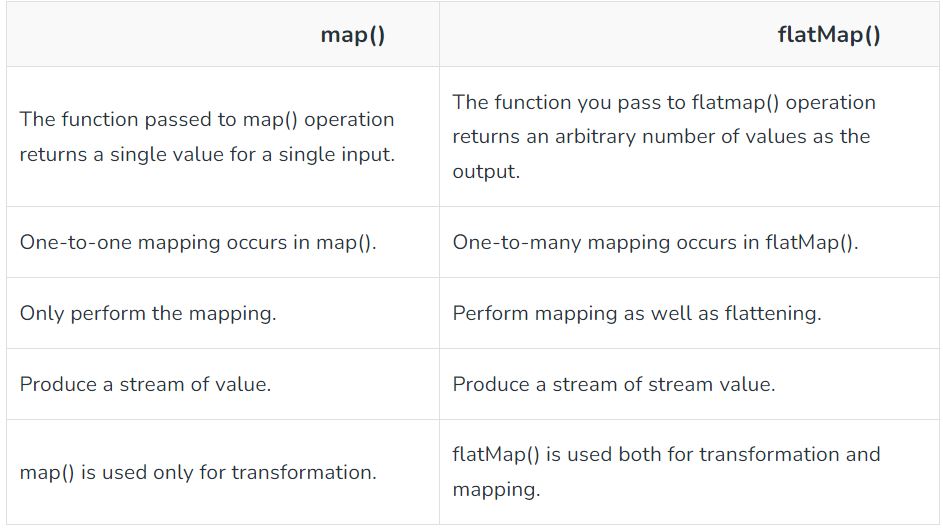 map()
flatMap()
The function passed to map() operation
returns a single value for a single input.
The function you pass to flatmap() operation
returns an arbitrary number of values as the
output.
One-to-one mapping occurs in map().
One-to-many mapping occurs in flatMap().
Only perform the mapping.
Perform mapping as well as flattening.
Produce a stream of value.
Produce a stream of stream value.
map() is used only for transformation.
flatMap() is used both for transformation and
mapping.